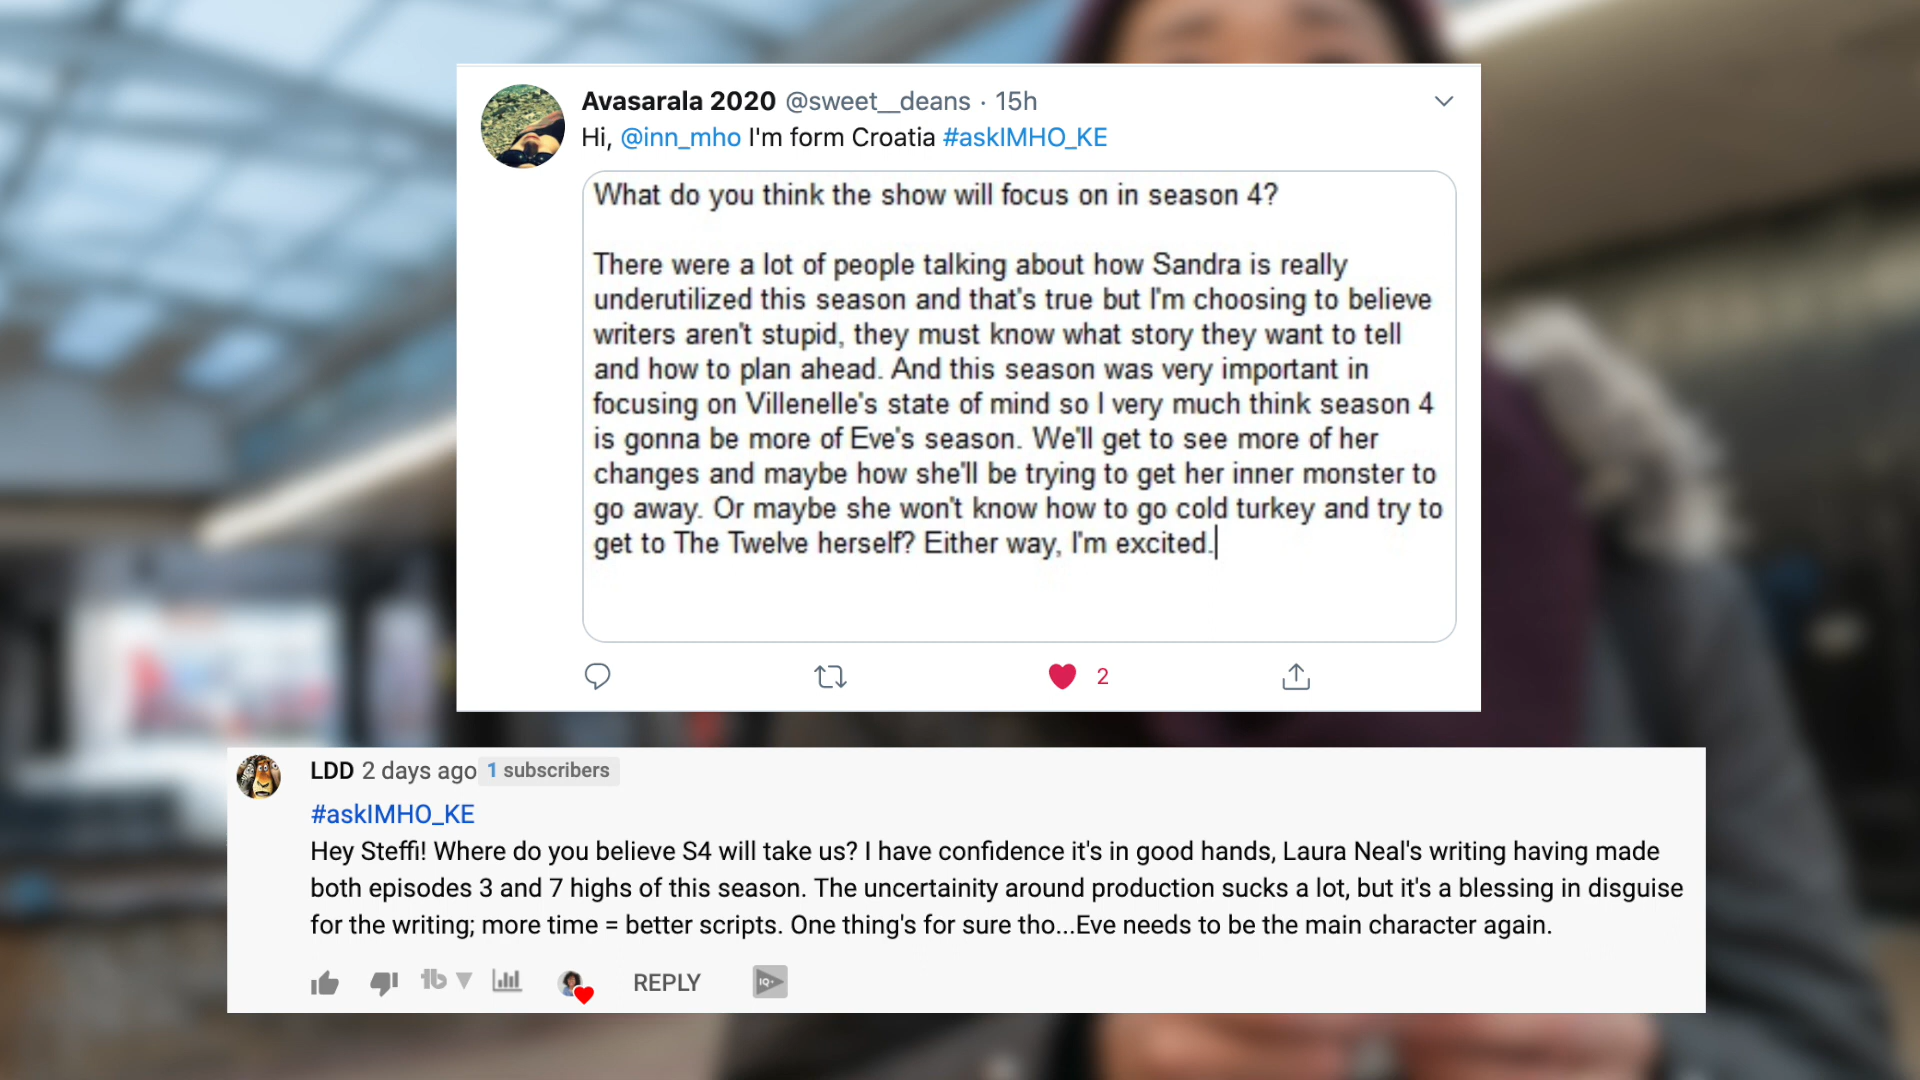 Avasarala 2020 @sweet__deans · 15h
Hi, @inn_mho I'm form Croatia #askIMHO_KE
What do you think the show will focus on in season 4?
There were a lot of people talking about how Sandra is really
underutilized this season and that's true but I'm choosing to believe
writers aren't stupid, they must know what story they want to tell
and how to plan ahead. And this season was very important in
focusing on Villenelle's state of mind so I very much think season 4
is gonna be more of Eve's season. We'll get to see more of her
changes and maybe how she'll be trying to get her inner monster to
go away. Or maybe she won't know how to go cold turkey and try to
get to The Twelve herself? Either way, I'm excited.
2
LDD 2 days ago 1 subscribers
#askIMHO_KE
Hey Steffi! Where do you believe S4 will take us? I have confidence it's in good hands, Laura Neal's writing having made
both episodes 3 and 7 highs of this season. The uncertainity around production sucks a lot, but it's a blessing in disguise
for the writing; more time = better scripts. One thing's for sure tho...Eve needs to be the main character again.
tb REPLY IQ